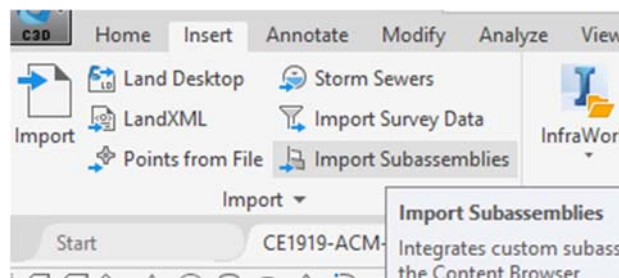 C3D Home Insert Annotate Modify Analyze View
Land Desktop Storm Sewers
Import LandXML Import Survey Data InfraWor
Points from File Import Subassemblies
Import
Import Subassemblies
Start CE1919-ACM- Integrates custom subass
the Content Browser